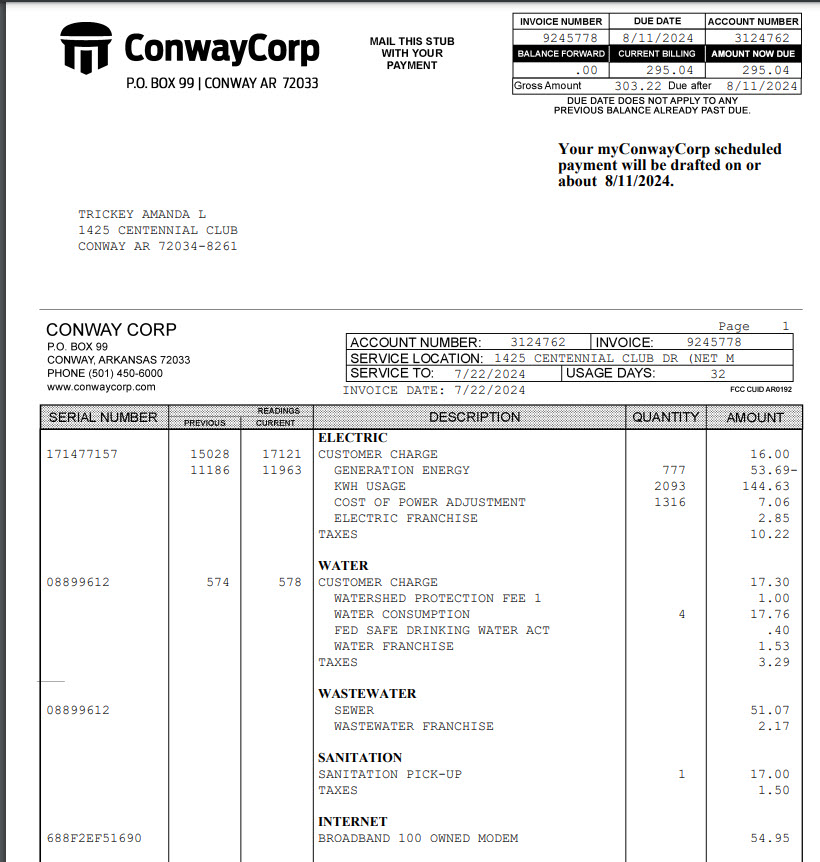 ConwayCorp
P.O. BOX 99 | CONWAY AR 72033
MAIL THIS STUB
WITH YOUR
PAYMENT
INVOICE NUMBER DUE DATE ACCOUNT NUMBER
9245778 8/11/2024 3124762
BALANCE FORWARD CURRENT BILLING AMOUNT NOW DUE
.00 295.04 295.04
Gross Amount 303.22 Due after 8/11/2024
DUE DATE DOES NOT APPLY TO ANY
PREVIOUS BALANCE ALREADY PAST DUE.
Your myConwayCorp scheduled
payment will be drafted on or
about 8/11/2024.
TRICKEY AMANDA L
1425 CENTENNIAL CLUB
CONWAY AR 72034-8261
CONWAY CORP
P.O. BOX 99
CONWAY, ARKANSAS 72033
PHONE (501) 450-6000
www.conwaycorp.com
Page 1
ACCOUNT NUMBER: 3124762 INVOICE: 9245778
SERVICE LOCATION: 1425 CENTENNIAL CLUB DR (NET M
SERVICE TO: 7/22/2024 USAGE DAYS: 32
INVOICE DATE: 7/22/2024 FCC CUID AR0192
SERIAL NUMBER READINGS PREVIOUS CURRENT DESCRIPTION QUANTITY AMOUNT
ELECTRIC
171477157 15028 17121 CUSTOMER CHARGE 16.00
11186 11963 GENERATION ENERGY 777 53.69-
KWH USAGE 2093 144.63
COST OF POWER ADJUSTMENT 1316 7.06
ELECTRIC FRANCHISE 2.85
TAXES 10.22
WATER
08899612 574 578 CUSTOMER CHARGE 17.30
WATERSHED PROTECTION FEE 1 1.00
WATER CONSUMPTION 4 17.76
FED SAFE DRINKING WATER ACT .40
WATER FRANCHISE 1.53
TAXES 3.29
WASTEWATER
08899612 SEWER 51.07
WASTEWATER FRANCHISE 2.17
SANITATION
SANITATION PICK-UP 1 17.00
TAXES 1.50
INTERNET
688F2EF51690 BROADBAND 100 OWNED MODEM 54.95